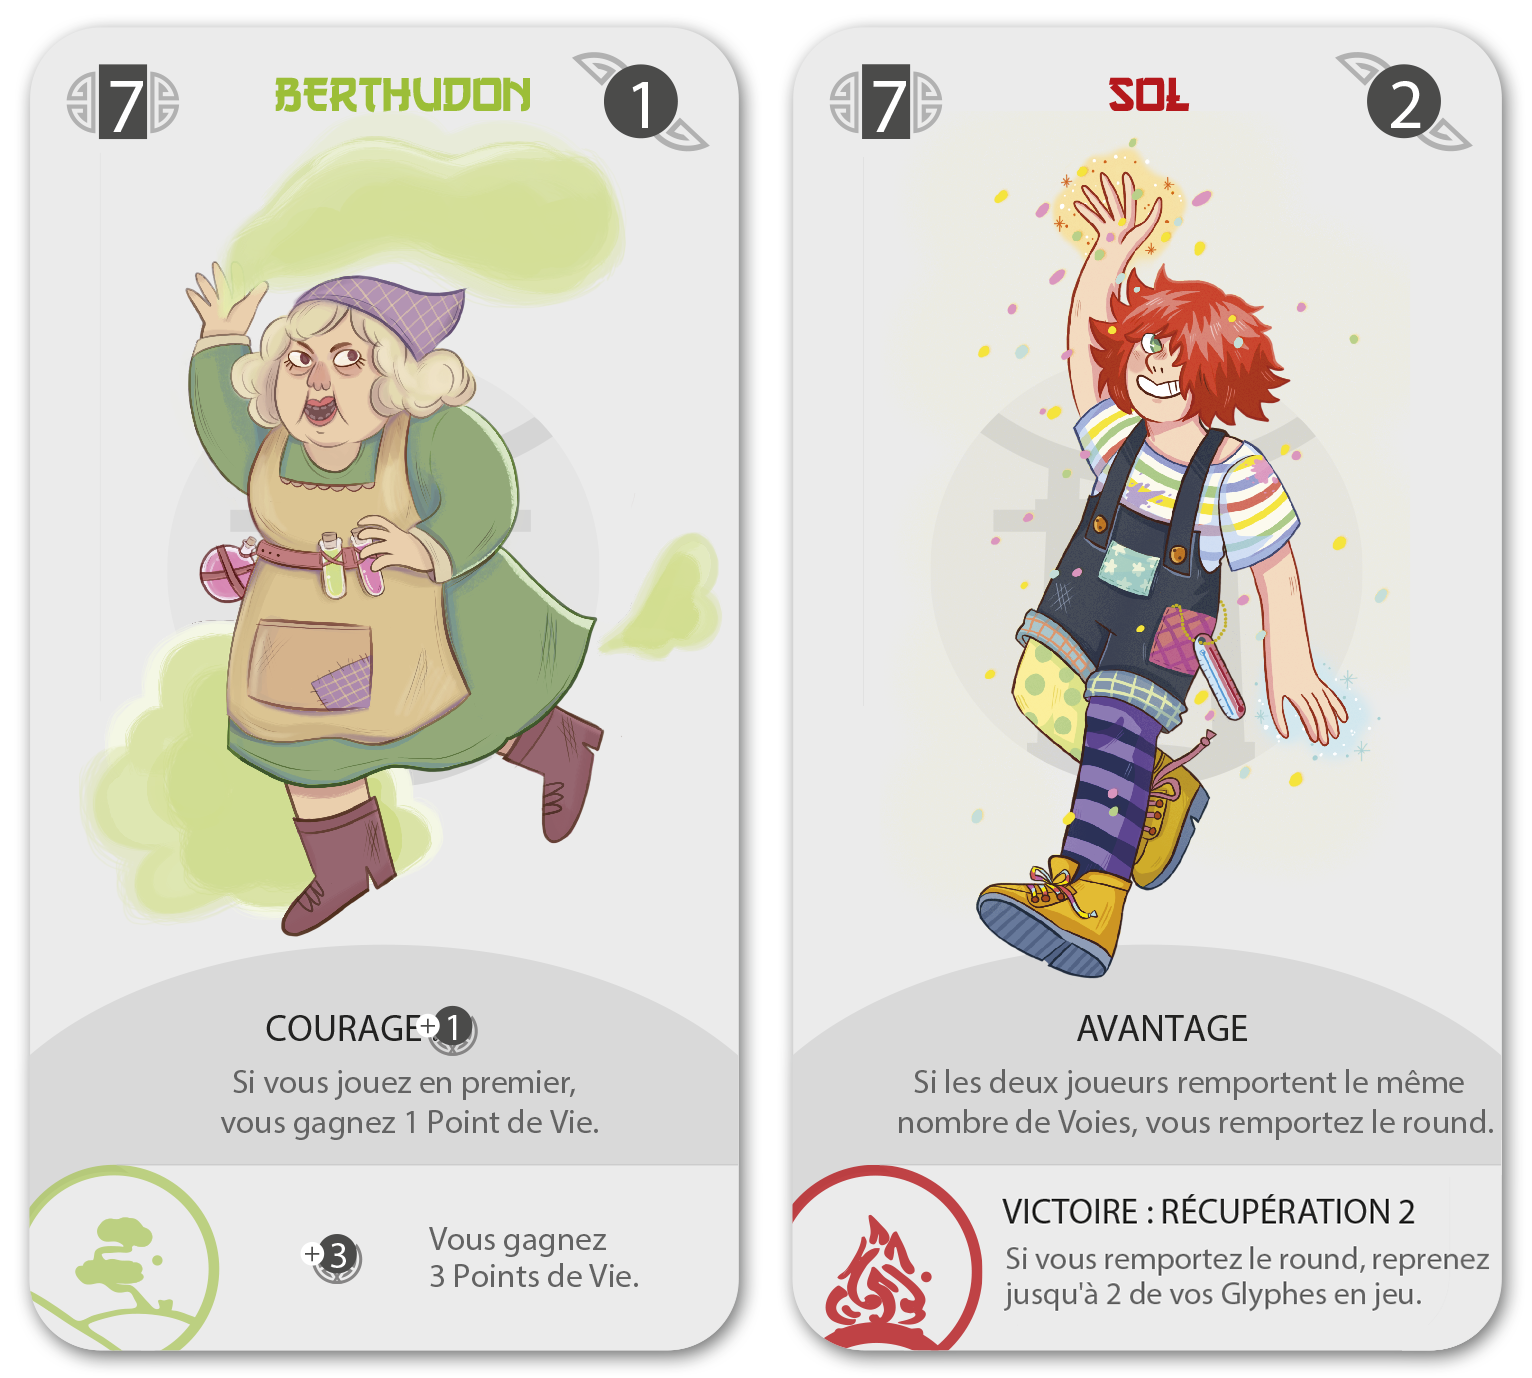 7
BERTHUDON
1
COURAGE : +1
Si vous jouez en premier,
vous gagnez 1 Point de Vie.
+3
Vous gagnez
3 Points de Vie.
7
SOŁ
2
AVANTAGE
Si les deux joueurs remportent le même
nombre de Voies, vous remportez le round.
VICTOIRE : RÉCUPÉRATION 2
Si vous remportez le round, reprenez
jusqu'à 2 de vos Glyphes en jeu.